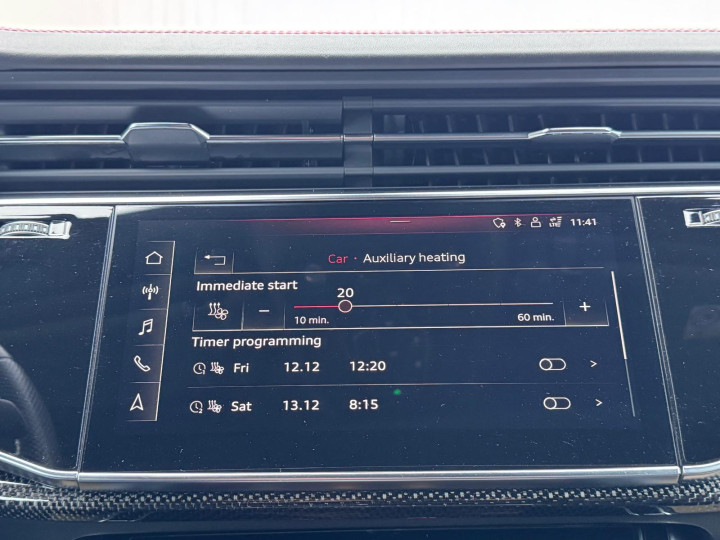 LTE 11:41
Car · Auxiliary heating
Immediate start
20
− +
10 min. 60 min.
Timer programming
Fri 12.12 12:20 >
Sat 13.12 8:15 >